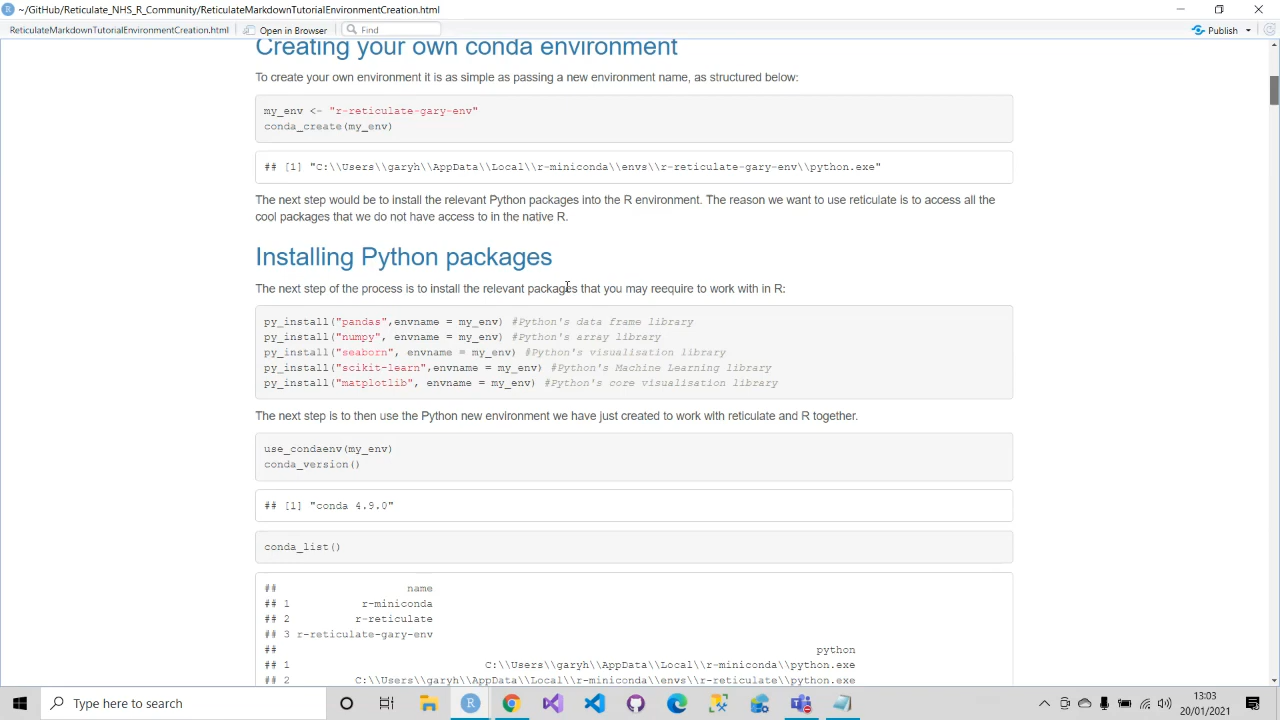 ~/GitHub/Reticulate_NHS_R_Community/ReticulateMarkdownTutorialEnvironmentCreation.html
ReticulateMarkdownTutorialEnvironmentCreation.html
Open in Browser
Find
Publish
Creating your own conda environment
To create your own environment it is as simple as passing a new environment name, as structured below:
my_env <- "r-reticulate-gary-env"
conda_create(my_env)
## [1] "C:\\Users\\garyh\\AppData\\Local\\r-miniconda\\envs\\r-reticulate-gary-env\\python.exe"
The next step would be to install the relevant Python packages into the R environment. The reason we want to use reticulate is to access all the
cool packages that we do not have access to in the native R.
Installing Python packages
The next step of the process is to install the relevant packages that you may reequire to work with in R:
py_install("pandas",envname = my_env) #Python's data frame library
py_install("numpy", envname = my_env) #Python's array library
py_install("seaborn", envname = my_env) #Python's visualisation library
py_install("scikit-learn",envname = my_env) #Python's Machine Learning library
py_install("matplotlib", envname = my_env) #Python's core visualisation library
The next step is to then use the Python new environment we have just created to work with reticulate and R together.
use_condaenv(my_env)
conda_version()
## [1] "conda 4.9.0"
conda_list()
## name
## 1 r-miniconda
## 2 r-reticulate
## 3 r-reticulate-gary-env
## python
## 1 C:\\Users\\garyh\\AppData\\Local\\r-miniconda\\python.exe
## 2 C:\\Users\\garyh\\AppData\\Local\\r-miniconda\\envs\\r-reticulate\\python.exe
Type here to search
13:03
20/01/2021